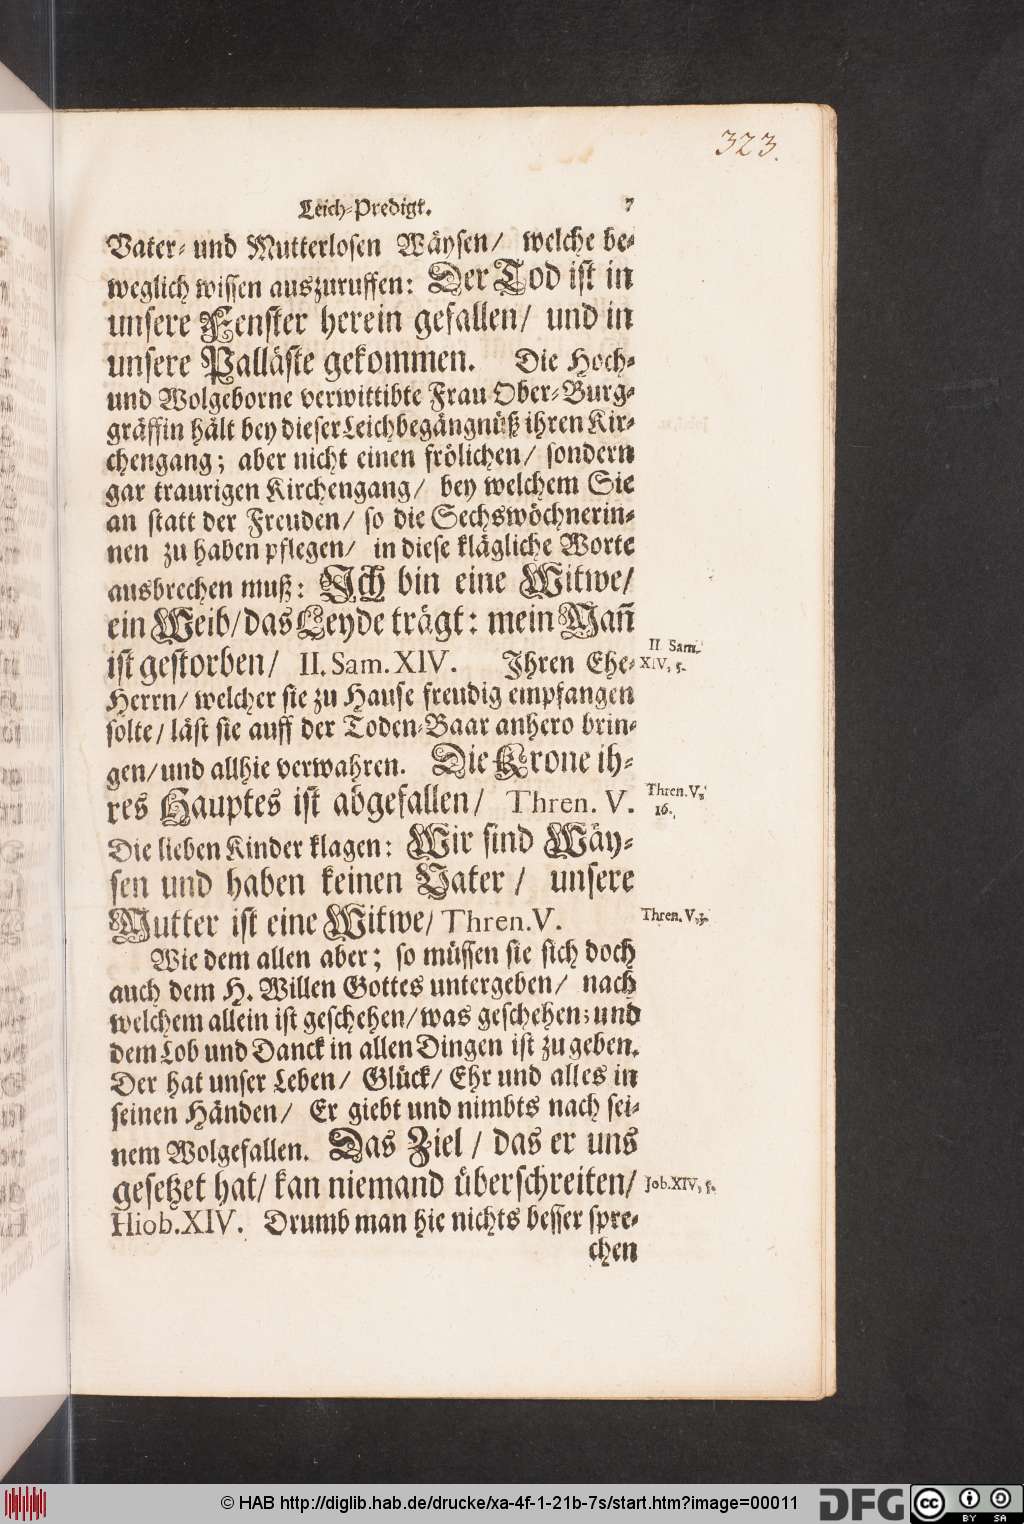 323.
Leich-Predigt. 7
Vater- und Mutterlosen Wäysen/ welche be-
weglich wissen auszuruffen: Der Tod ist in
unsere Fenster herein gefallen/ und in
unsere Palläste gekommen. Die Hoch-
und Wolgeborne verwittibte Frau Ober-Burg-
gräffin hält bey dieser Leichbegängnüß ihren Kir-
chengang; aber nicht einen frölichen/ sondern
gar traurigen Kirchengang/ bey welchem Sie
an statt der Freuden/ so die Sechswöchnerin-
nen zu haben pflegen/ in diese klägliche Worte
ausbrechen muß: Ich bin eine Witwe/
ein Weib/ das Leyde trägt: mein Mañ
ist gestorben/ II. Sam. XIV. Ihren Ehe-
II. Sam.
XIV, 5.
Herrn/ welcher sie zu Hause freudig empfangen
solte/ läst sie auff der Toden-Baar anhero brin-
gen/ und allhie verwahren. Die Krone ih-
res Hauptes ist abgefallen/ Thren. V.
Thren. V,
16.
Die lieben Kinder klagen: Wir sind Wäy-
sen und haben keinen Vater / unsere
Mutter ist eine Witwe/ Thren. V.
Thren. V, 3.
Wie dem allen aber; so müssen sie sich doch
auch dem H. Willen Gottes untergeben/ nach
welchem allein ist geschehen/ was geschehen; und
dem Lob und Danck in allen Dingen ist zu geben.
Der hat unser Leben/ Glück/ Ehr und alles in
seinen Händen/ Er giebt und nimbts nach sei-
nem Wolgefallen. Das Ziel / das er uns
gesetzet hat/ kan niemand überschreiten/
Job. XIV, 5.
Hiob. XIV. Drumb man hie nichts besser spre-
chen
© HAB http://diglib.hab.de/drucke/xa-4f-1-21b-7s/start.htm?image=00011
DFG
cc BY SA